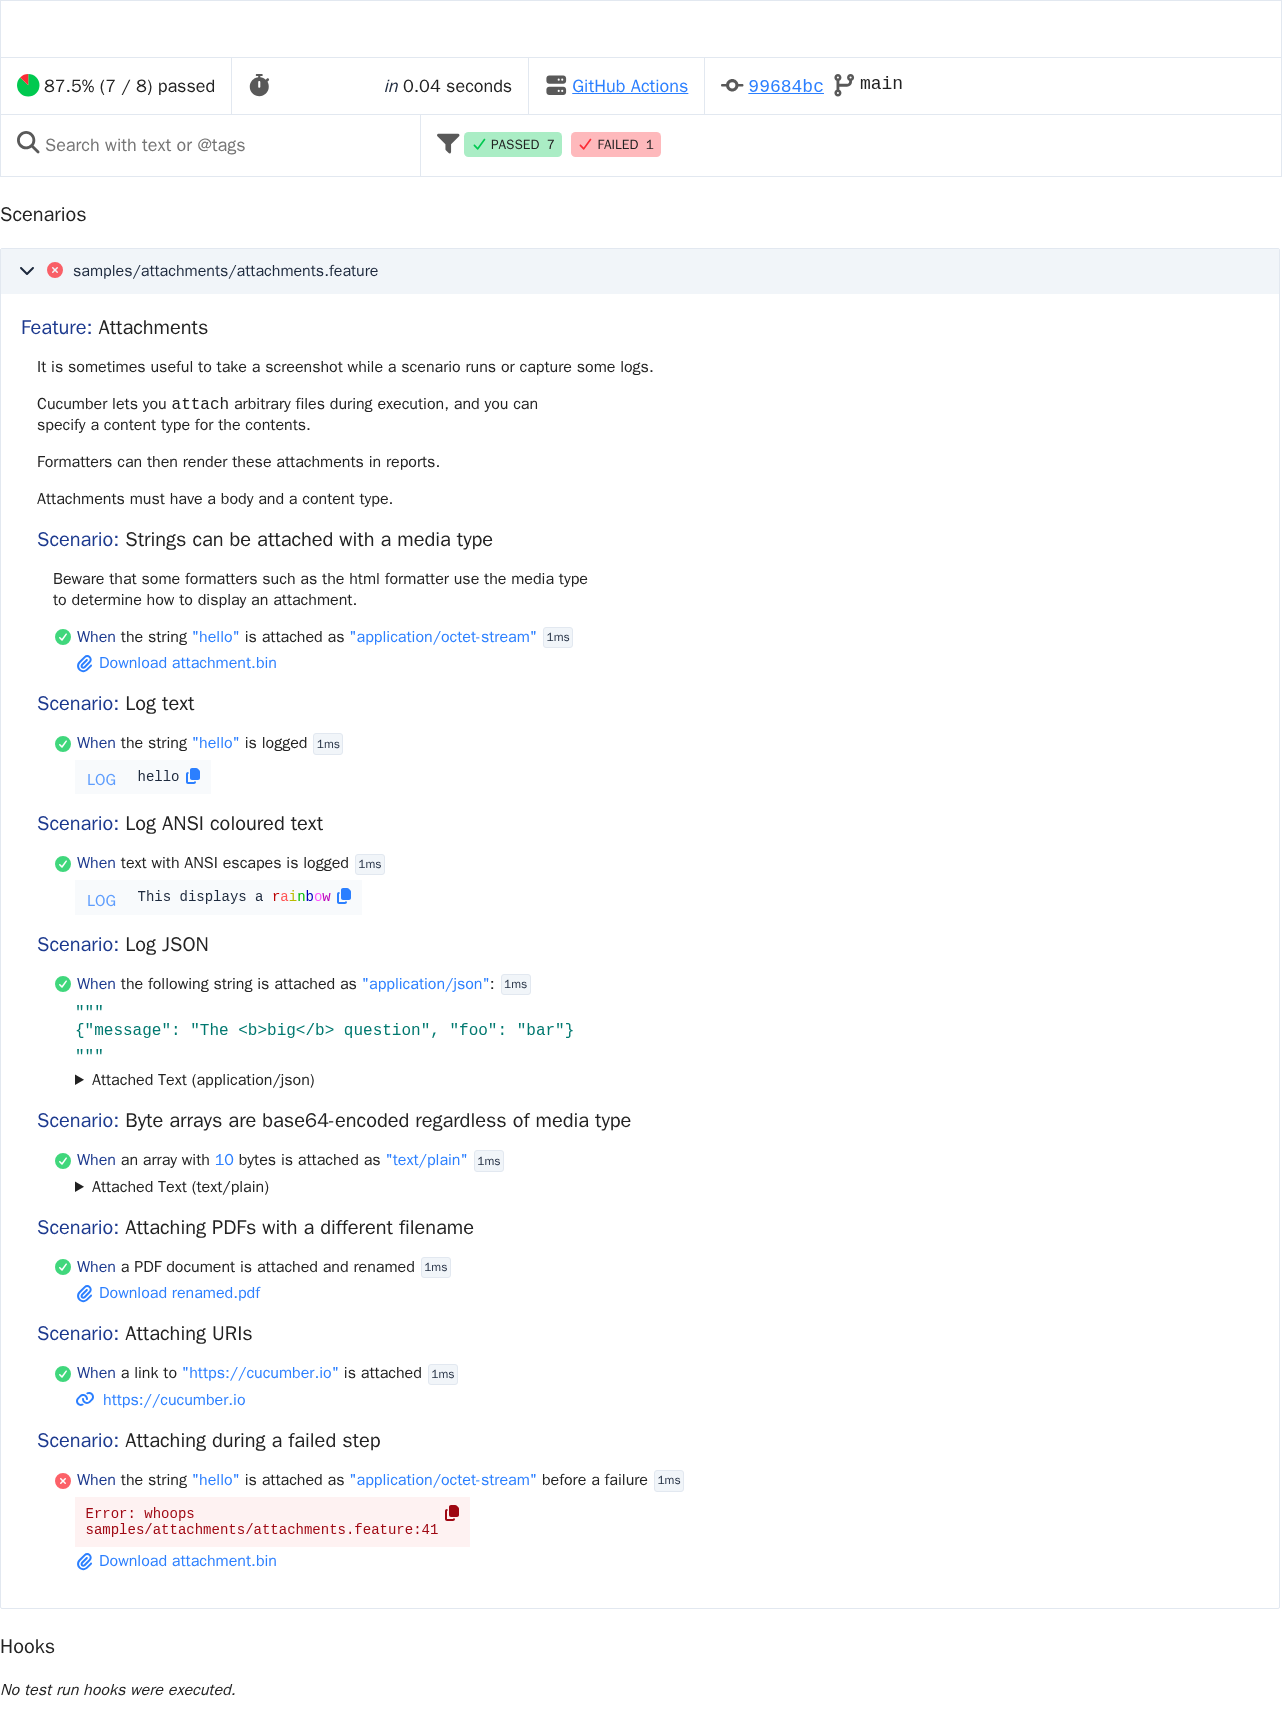 87.5% (7 / 8) passed
in 0.04 seconds
GitHub Actions
99684bc
main
Search with text or @tags
PASSED 7
FAILED 1
Scenarios
samples/attachments/attachments.feature
Feature: Attachments
It is sometimes useful to take a screenshot while a scenario runs or capture some logs.
Cucumber lets you attach arbitrary files during execution, and you can
specify a content type for the contents.
Formatters can then render these attachments in reports.
Attachments must have a body and a content type.
Scenario: Strings can be attached with a media type
Beware that some formatters such as the html formatter use the media type
to determine how to display an attachment.
When the string "hello" is attached as "application/octet-stream" 1ms
Download attachment.bin
Scenario: Log text
When the string "hello" is logged 1ms
LOG hello
Scenario: Log ANSI coloured text
When text with ANSI escapes is logged 1ms
LOG This displays a rainbow
Scenario: Log JSON
When the following string is attached as "application/json": 1ms
"""
{"message": "The <b>big</b> question", "foo": "bar"}
"""
Attached Text (application/json)
Scenario: Byte arrays are base64-encoded regardless of media type
When an array with 10 bytes is attached as "text/plain" 1ms
Attached Text (text/plain)
Scenario: Attaching PDFs with a different filename
When a PDF document is attached and renamed 1ms
Download renamed.pdf
Scenario: Attaching URIs
When a link to "https://cucumber.io" is attached 1ms
https://cucumber.io
Scenario: Attaching during a failed step
When the string "hello" is attached as "application/octet-stream" before a failure 1ms
Error: whoops
samples/attachments/attachments.feature:41
Download attachment.bin
Hooks
No test run hooks were executed.